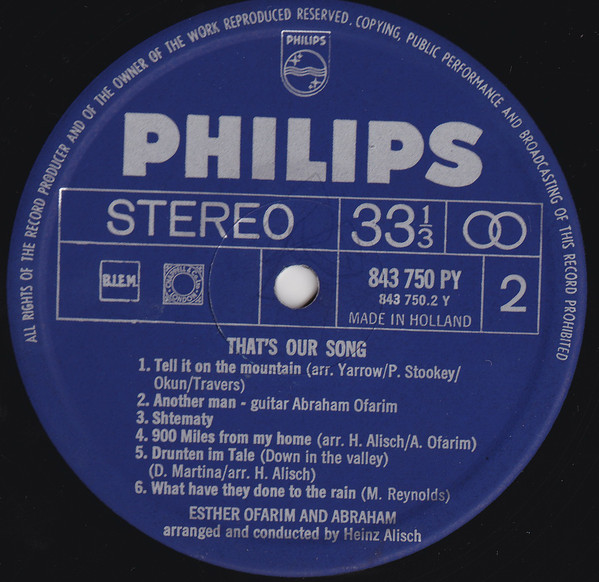 ALL RIGHTS OF THE RECORD PRODUCER AND OF THE OWNER OF THE WORK REPRODUCED RESERVED. COPYING, PUBLIC PERFORMANCE AND BROADCASTING OF THIS RECORD PROHIBITED
PHILIPS
PHILIPS
STEREO 33 1/3
B.I.E.M. 843 750 PY 2
843 750.2 Y
MADE IN HOLLAND
THAT'S OUR SONG
1. Tell it on the mountain (arr. Yarrow/P. Stookey/
Okun/Travers)
2. Another man - guitar Abraham Ofarim
3. Shtematy
4. 900 Miles from my home (arr. H. Alisch/A. Ofarim)
5. Drunten im Tale (Down in the valley)
(D. Martina/arr. H. Alisch)
6. What have they done to the rain (M. Reynolds)
ESTHER OFARIM AND ABRAHAM
arranged and conducted by Heinz Alisch